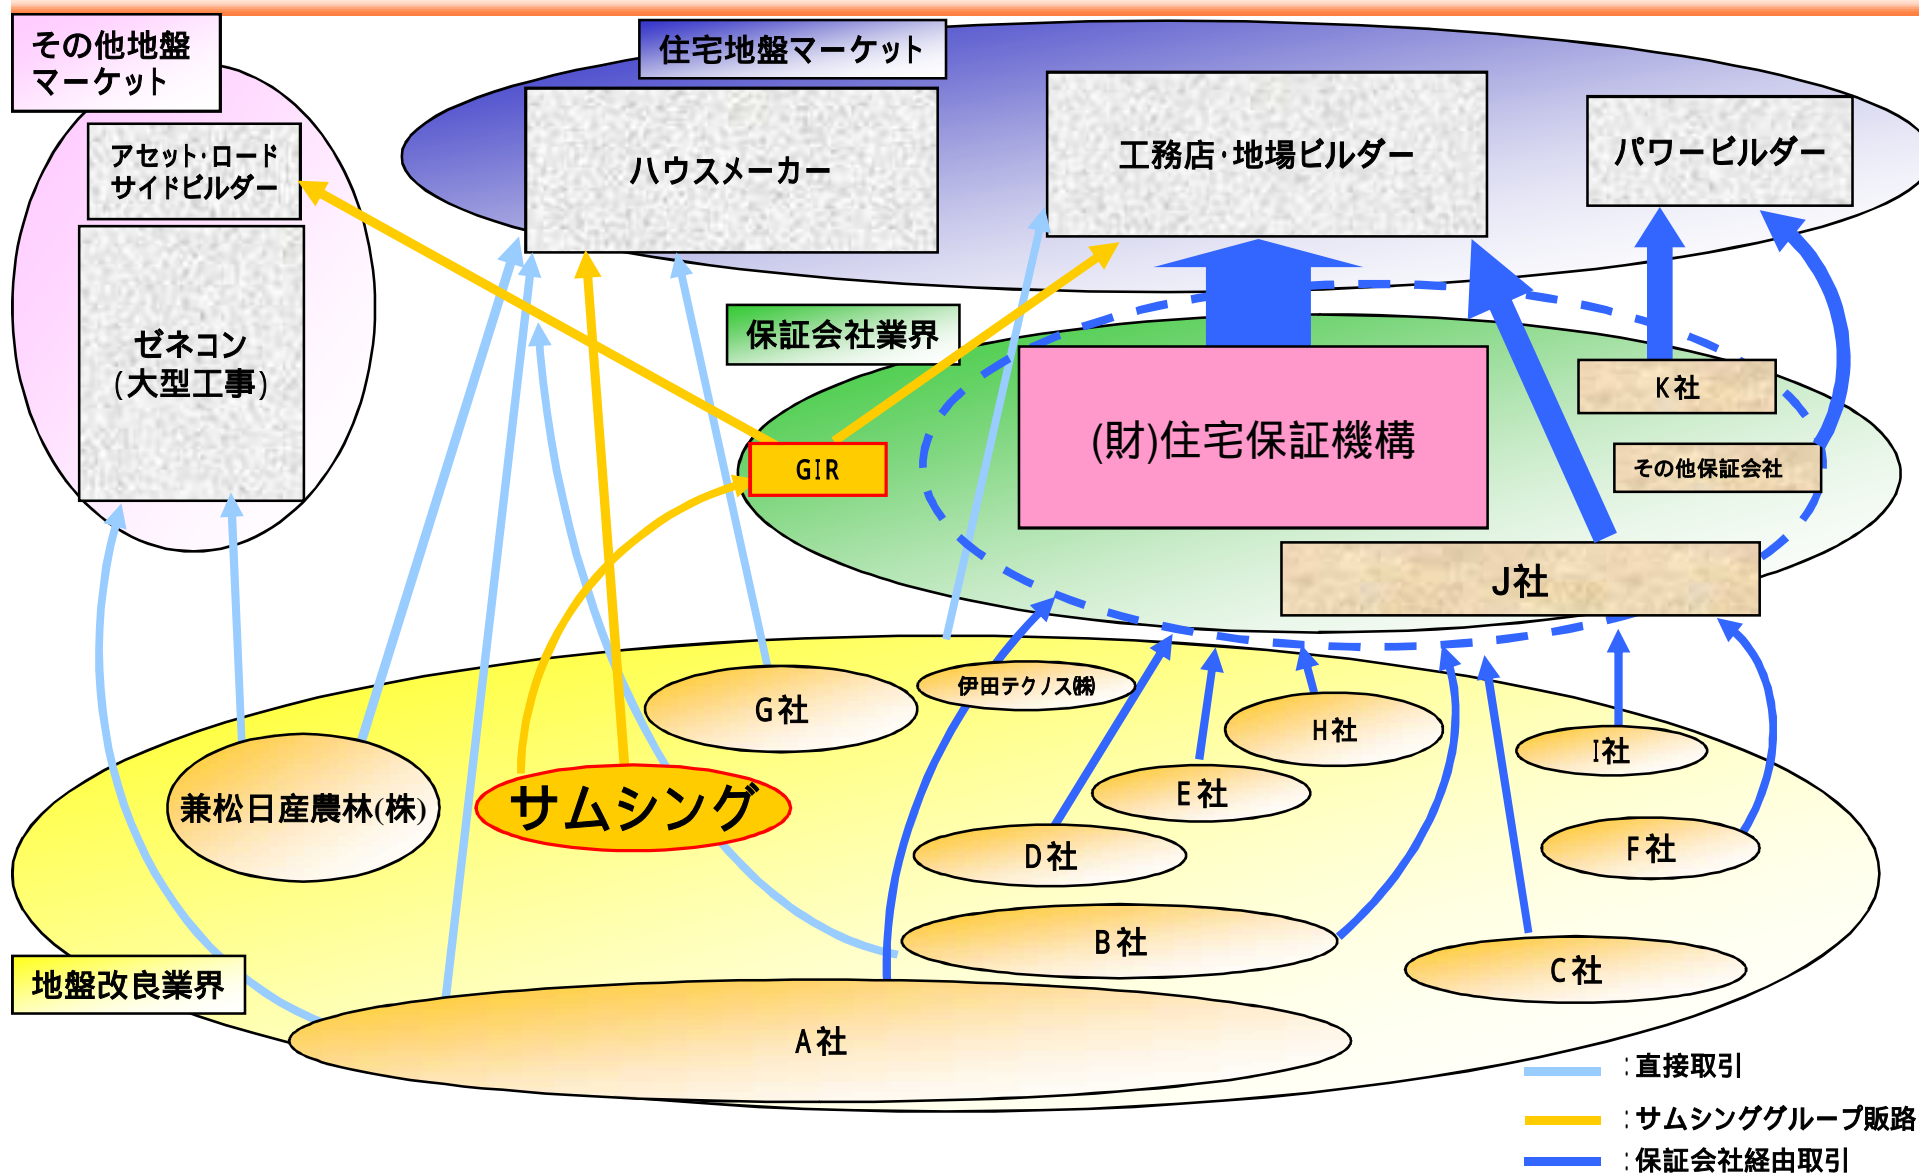 その他地盤
マーケット
住宅地盤マーケット
アセット・ロード
サイドビルダー
ハウスメーカー
工務店・地場ビルダー
パワービルダー
ゼネコン
(大型工事)
保証会社業界
(財)住宅保証機構
K社
その他保証会社
GIR
J社
伊田テクノス㈱
G社
H社
I社
兼松日産農林(株)
サムシング
E社
D社
F社
B社
C社
地盤改良業界
A社
:直接取引
:サムシンググループ販路
:保証会社経由取引